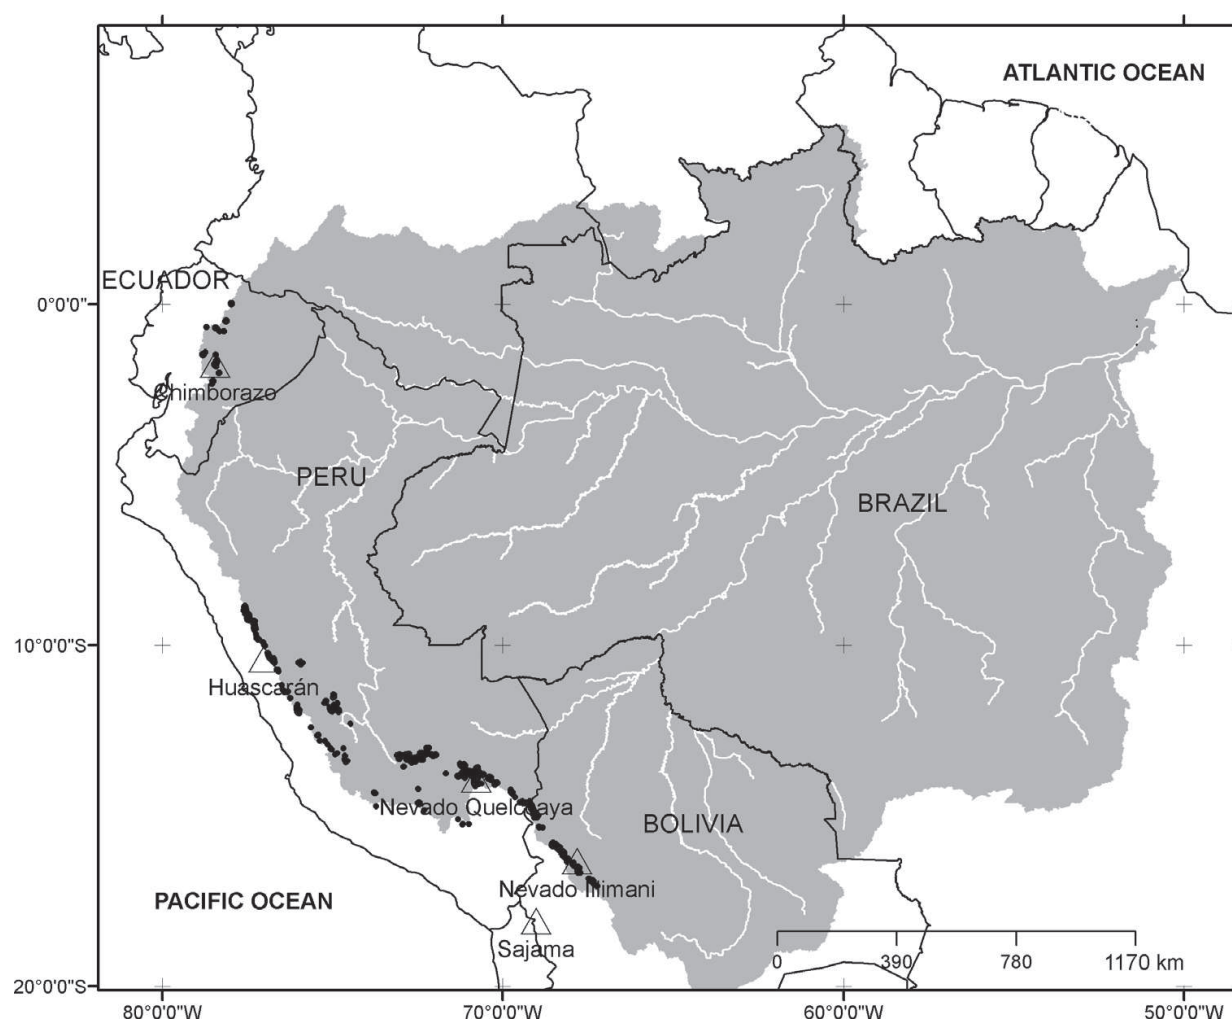 ATLANTIC OCEAN
ECUADOR
0°0'0"
Chimborazo
PERU
BRAZIL
10°0'0"S
Huascarán
Nevado Quelccaya
BOLIVIA
Nevado Illimani
PACIFIC OCEAN
Sajama
0 390 780 1170 km
20°0'0"S
80°0'0"W 70°0'0"W 60°0'0"W 50°0'0"W